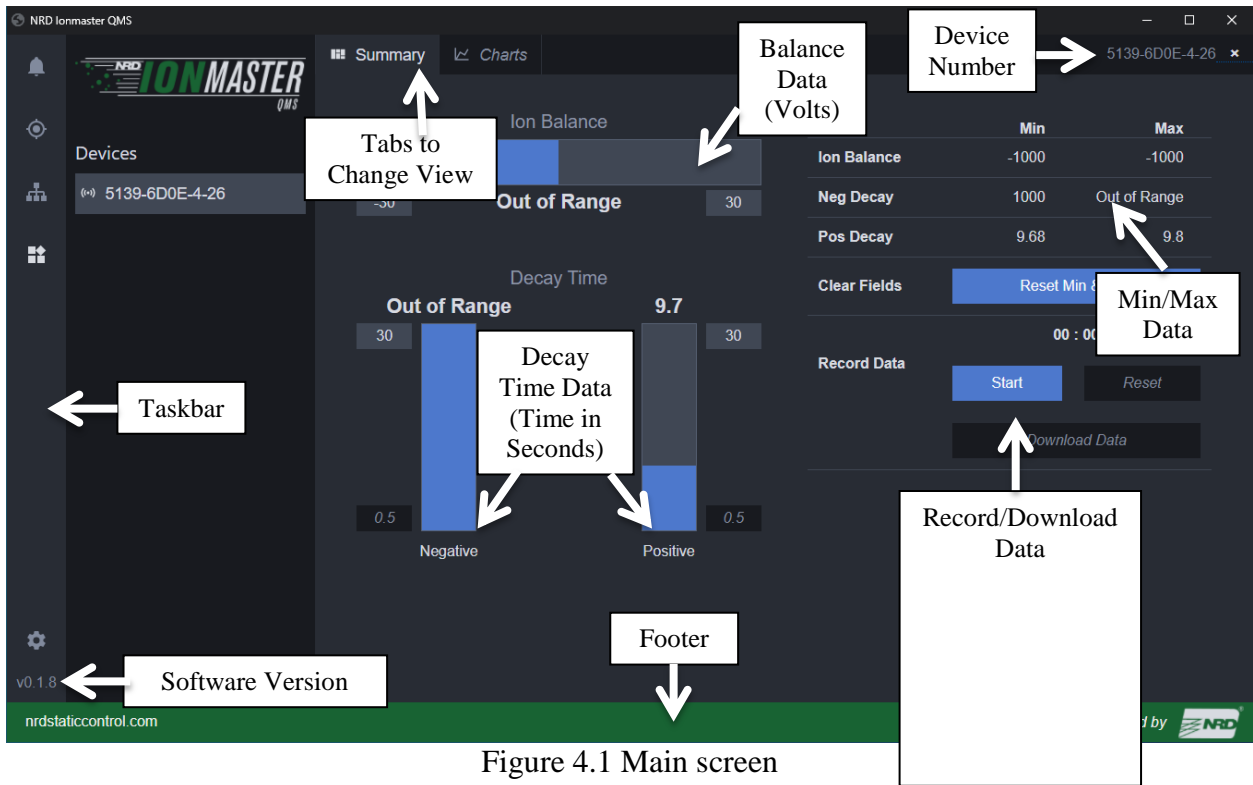 NRD Ionmaster QMS
NRD IONMASTER
QMS
Devices
5139-6D0E-4-26
v0.1.8
Summary
Charts
5139-6D0E-4-26
Device
Number
Balance
Data
(Volts)
Tabs to
Change View
Ion Balance
-30
Out of Range
30
Decay Time
Out of Range
9.7
30
30
Decay
Time Data
(Time in
Seconds)
0.5
0.5
Negative
Positive
Min
Max
Ion Balance
-1000
-1000
Neg Decay
1000
Out of Range
Pos Decay
9.68
9.8
Clear Fields
Reset Min
Min/Max
Data
00 : 00
Record Data
Start
Reset
Download Data
Record/Download
Data
Taskbar
Software Version
Footer
nrdstaticcontrol.com
by
NRD
Figure 4.1 Main screen